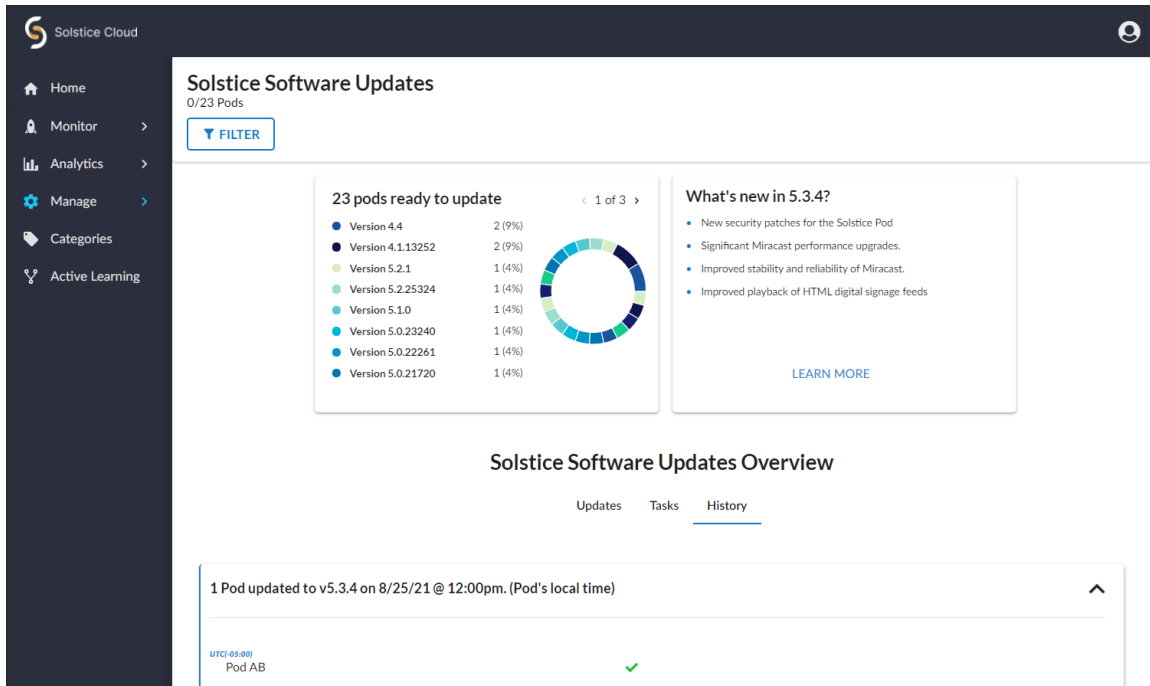 Solstice Cloud
Home
Monitor
Analytics
Manage
Categories
Active Learning
Solstice Software Updates
0/23 Pods
FILTER
23 pods ready to update
1 of 3
Version 4.4 2 (9%)
Version 4.1.13252 2 (9%)
Version 5.2.1 1 (4%)
Version 5.2.25324 1 (4%)
Version 5.1.0 1 (4%)
Version 5.0.23240 1 (4%)
Version 5.0.22261 1 (4%)
Version 5.0.21720 1 (4%)
What's new in 5.3.4?
New security patches for the Solstice Pod
Significant Miracast performance upgrades.
Improved stability and reliability of Miracast.
Improved playback of HTML digital signage feeds
LEARN MORE
Solstice Software Updates Overview
Updates Tasks History
1 Pod updated to v5.3.4 on 8/25/21 @ 12:00pm. (Pod's local time)
UTC(-05:00)
Pod AB